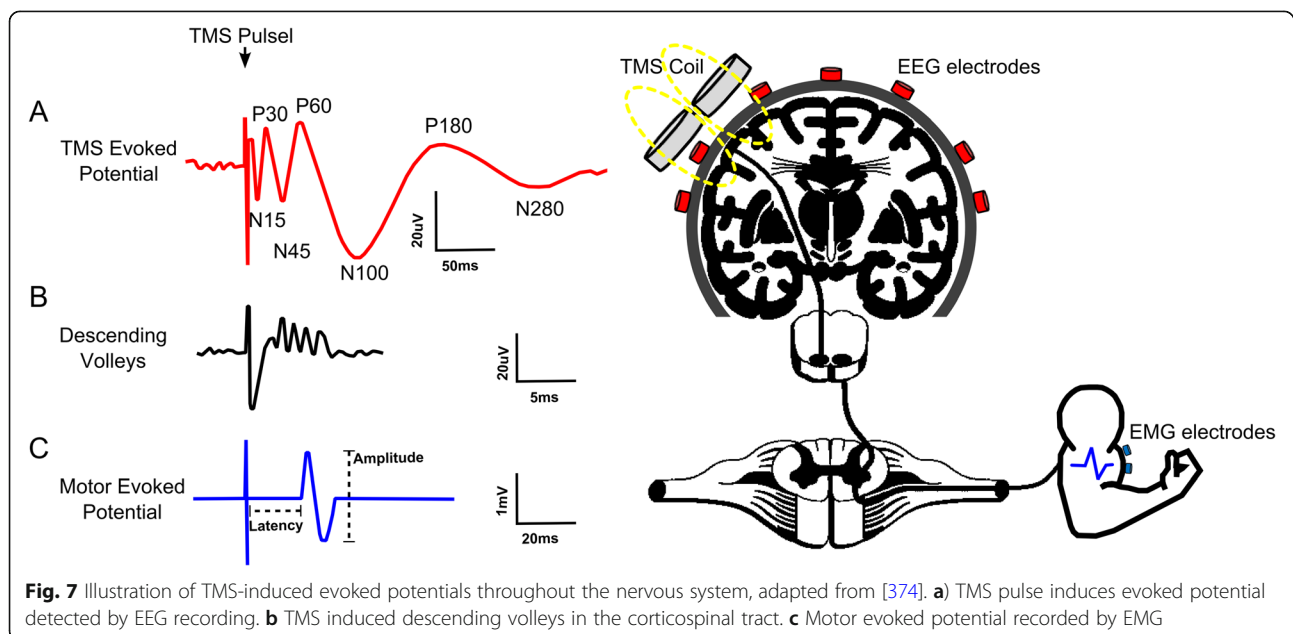 TMS Pulsel
A
TMS Evoked
Potential
P30
P60
P180
N15
N45
N100
N280
20uV
50ms
B
Descending
Volleys
20uV
5ms
C
Motor Evoked
Potential
Amplitude
Latency
1mV
20ms
TMS Coil
EEG electrodes
EMG electrodes
Fig. 7 Illustration of TMS-induced evoked potentials throughout the nervous system, adapted from [374]. a) TMS pulse induces evoked potential
detected by EEG recording. b TMS induced descending volleys in the corticospinal tract. c Motor evoked potential recorded by EMG